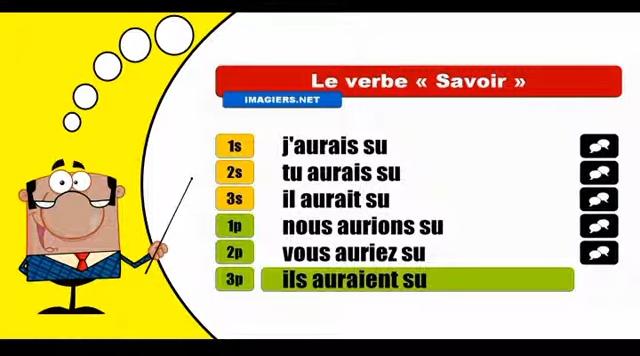 Le verbe « Savoir »
IMAGIERS.NET
1s j'aurais su
2s tu aurais su
3s il aurait su
1p nous aurions su
2p vous auriez su
3p ils auraient su